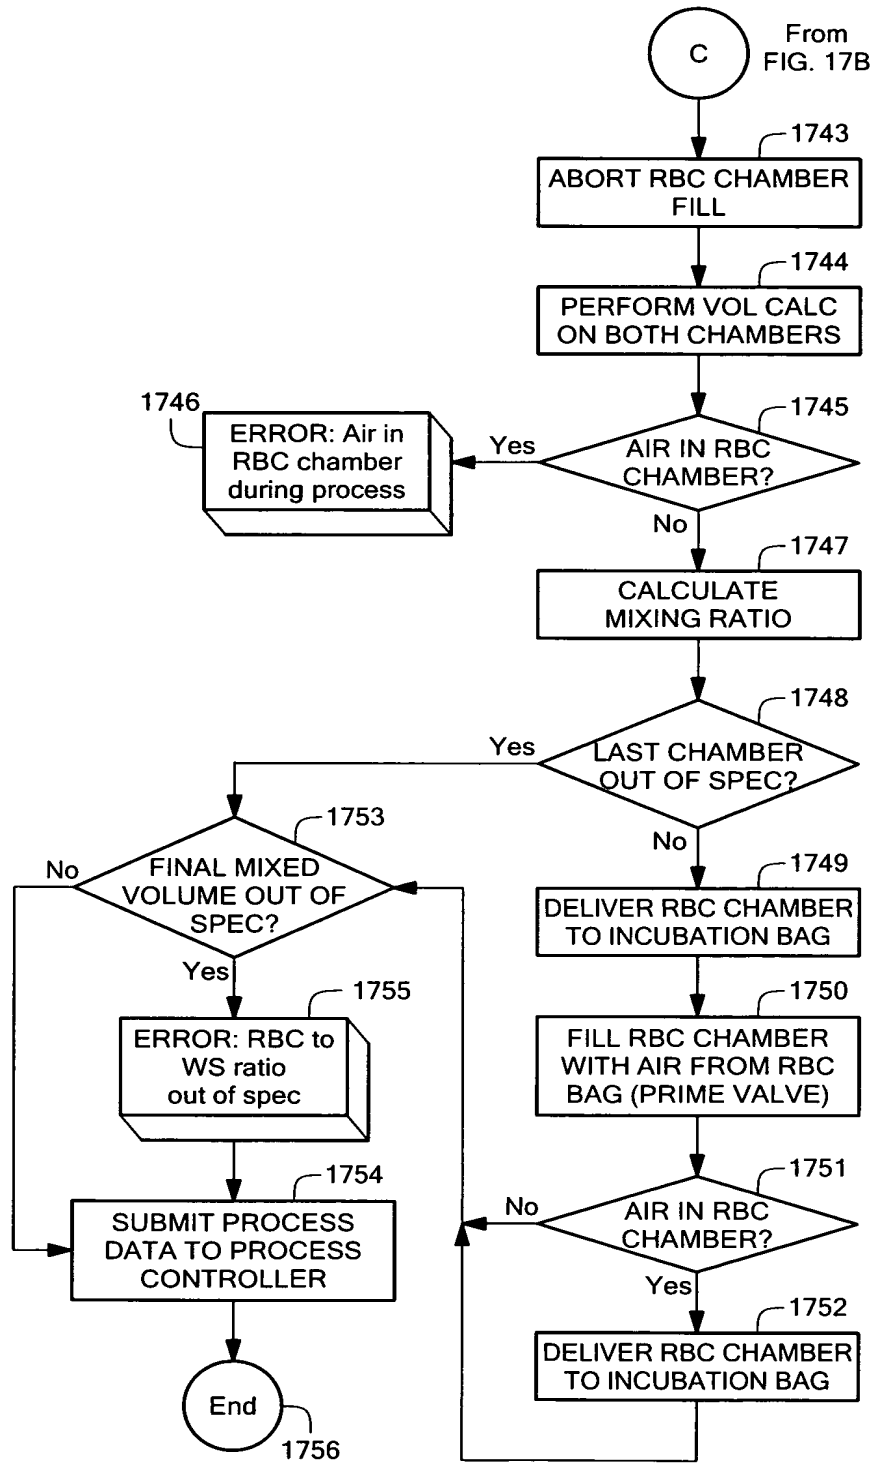 C
From
FIG. 17B
1743
ABORT RBC CHAMBER
FILL
1744
PERFORM VOL CALC
ON BOTH CHAMBERS
1745
AIR IN RBC
CHAMBER?
Yes
No
1746
ERROR: Air in
RBC chamber
during process
1747
CALCULATE
MIXING RATIO
1748
LAST CHAMBER
OUT OF SPEC?
Yes
No
1753
FINAL MIXED
VOLUME OUT OF
SPEC?
No
Yes
1749
DELIVER RBC CHAMBER
TO INCUBATION BAG
1750
FILL RBC CHAMBER
WITH AIR FROM RBC
BAG (PRIME VALVE)
1755
ERROR: RBC to
WS ratio
out of spec
1751
AIR IN RBC
CHAMBER?
No
Yes
1754
SUBMIT PROCESS
DATA TO PROCESS
CONTROLLER
1752
DELIVER RBC CHAMBER
TO INCUBATION BAG
End
1756